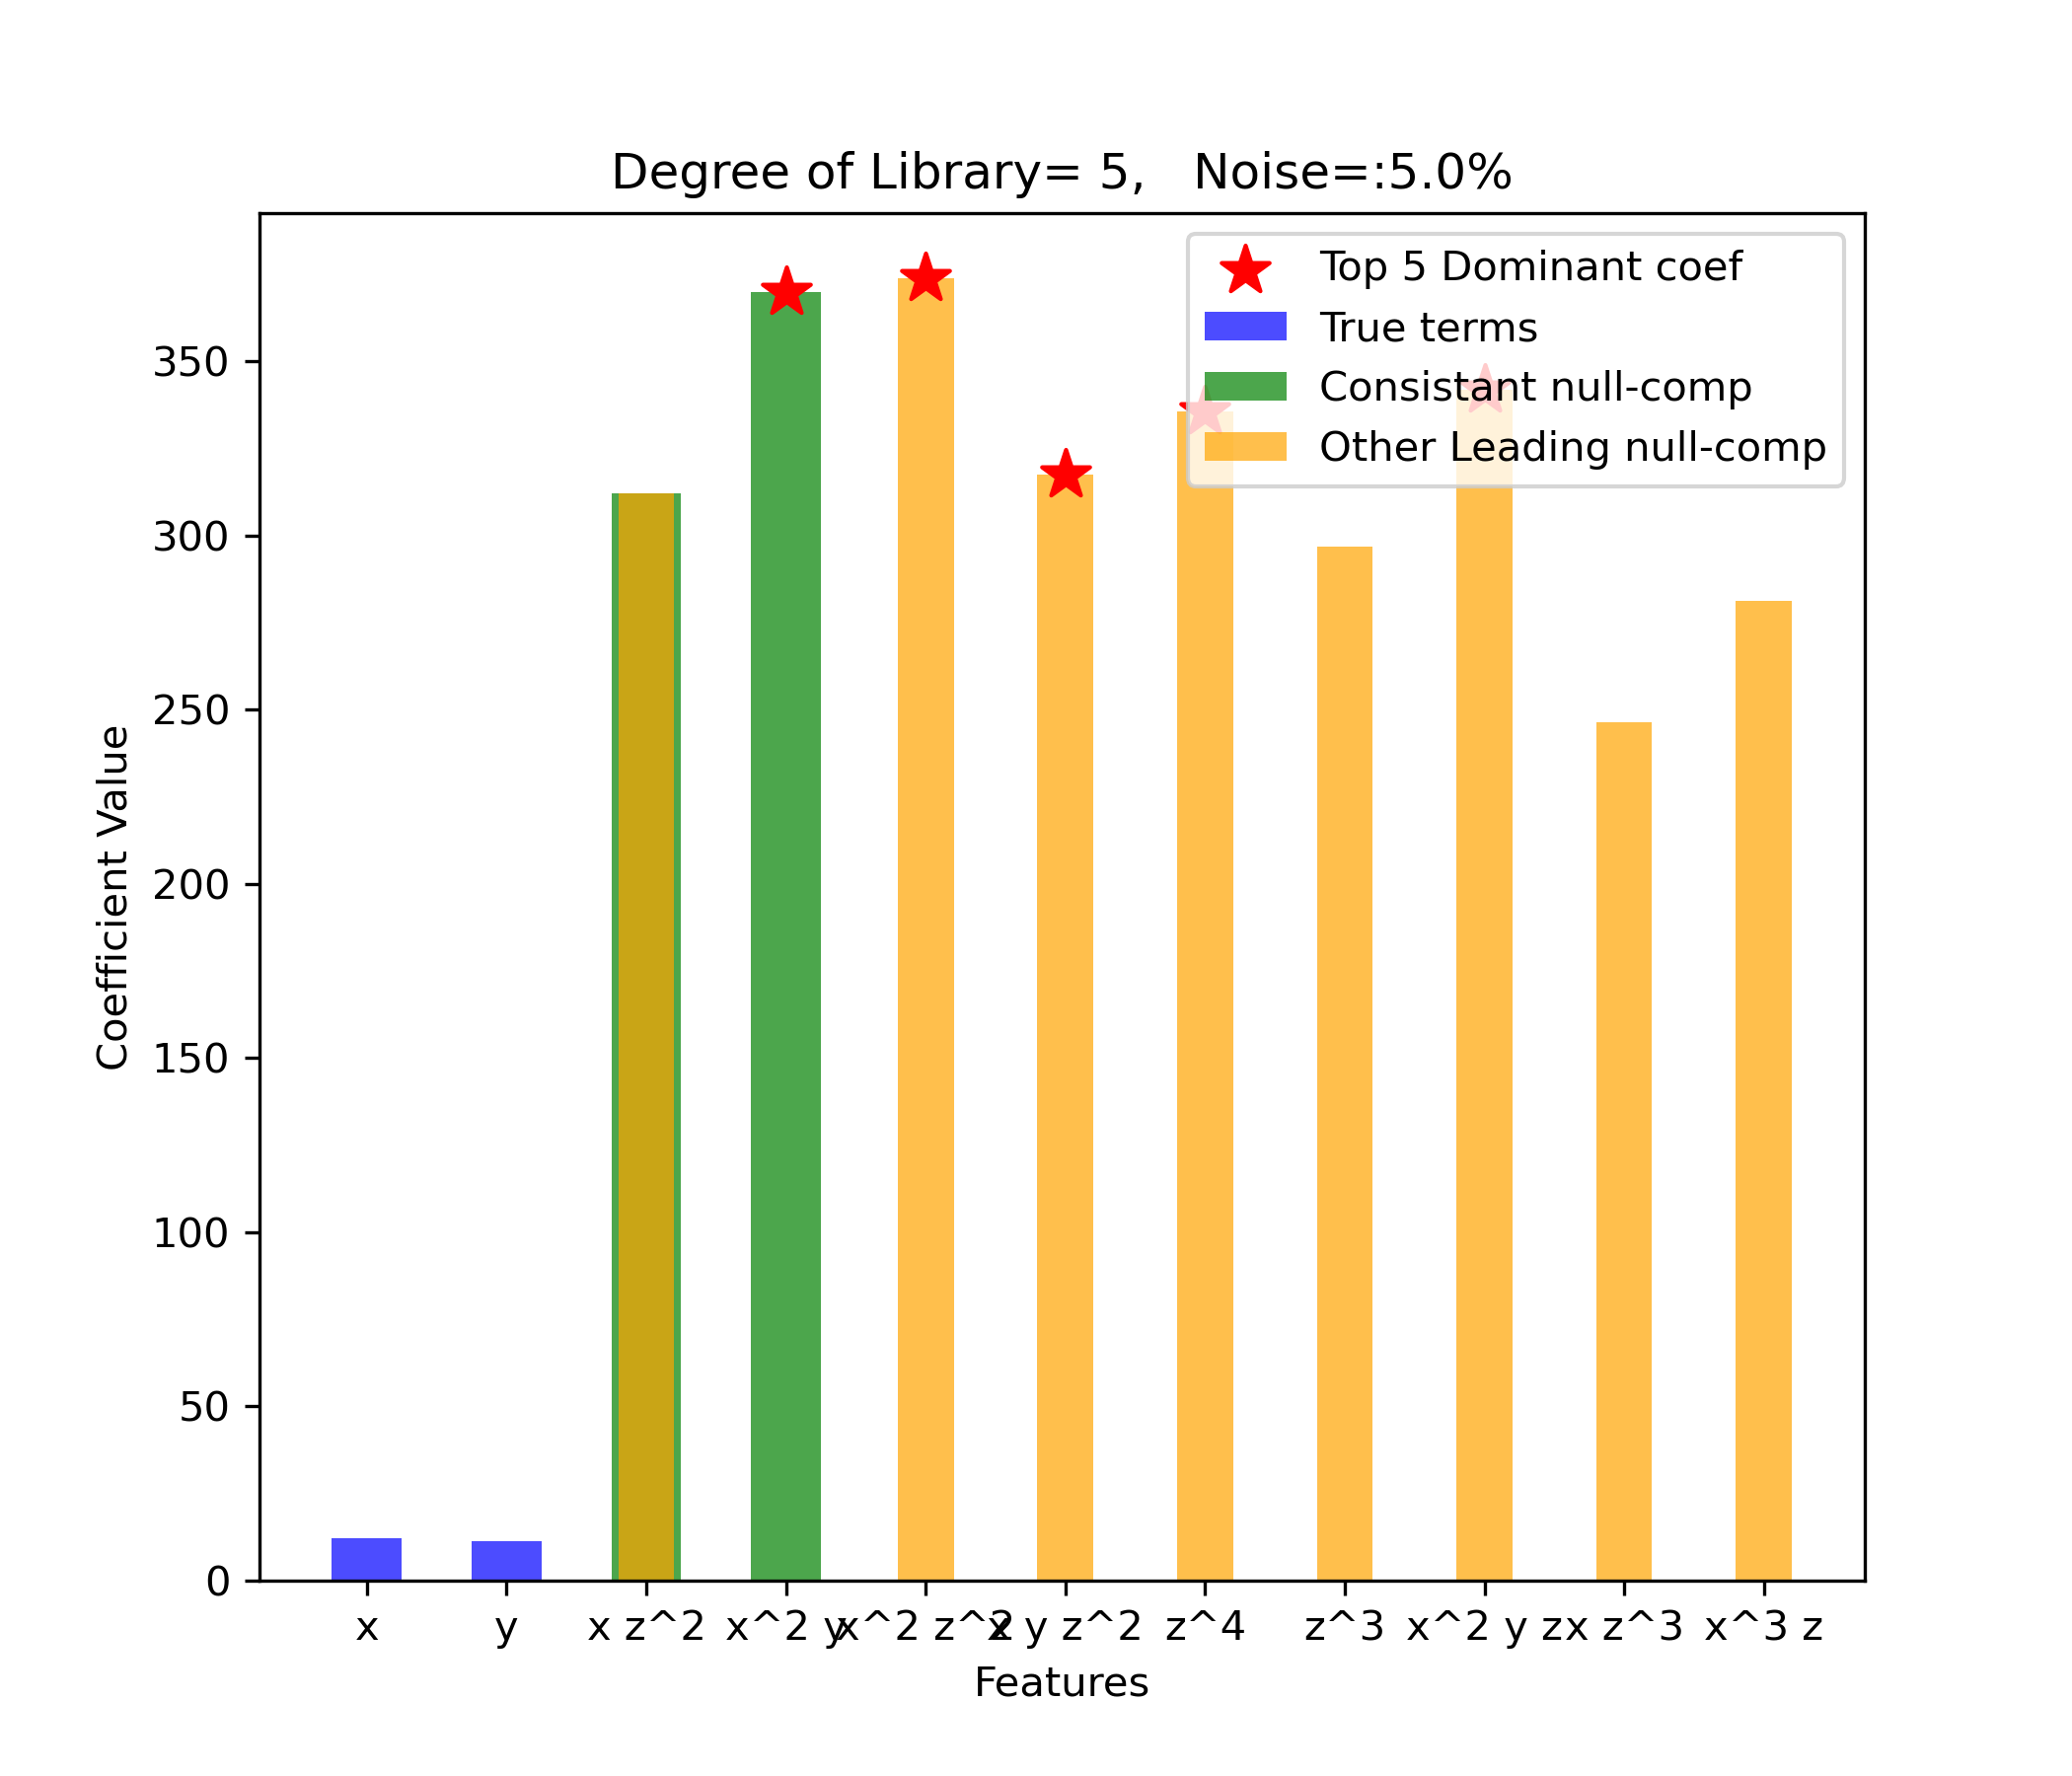 Degree of Library= 5,   Noise=:5.0%
Top 5 Dominant coef
True terms
Consistant null-comp
Other Leading null-comp
Coefficient Value
350
300
250
200
150
100
50
0
x y x z^2 x^2 y x^2 z^2 x y z^2 z^4 z^3 x^2 y z x z^3 x^3 z
Features